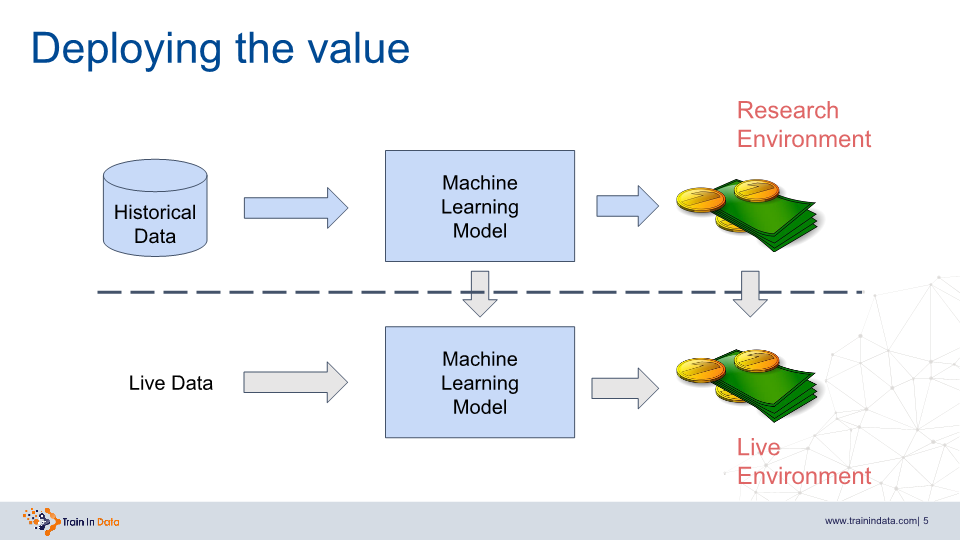 Deploying the value
Research
Environment
Historical
Data
Machine
Learning
Model
Live Data
Machine
Learning
Model
Live
Environment
Train In Data
www.trainindata.com| 5